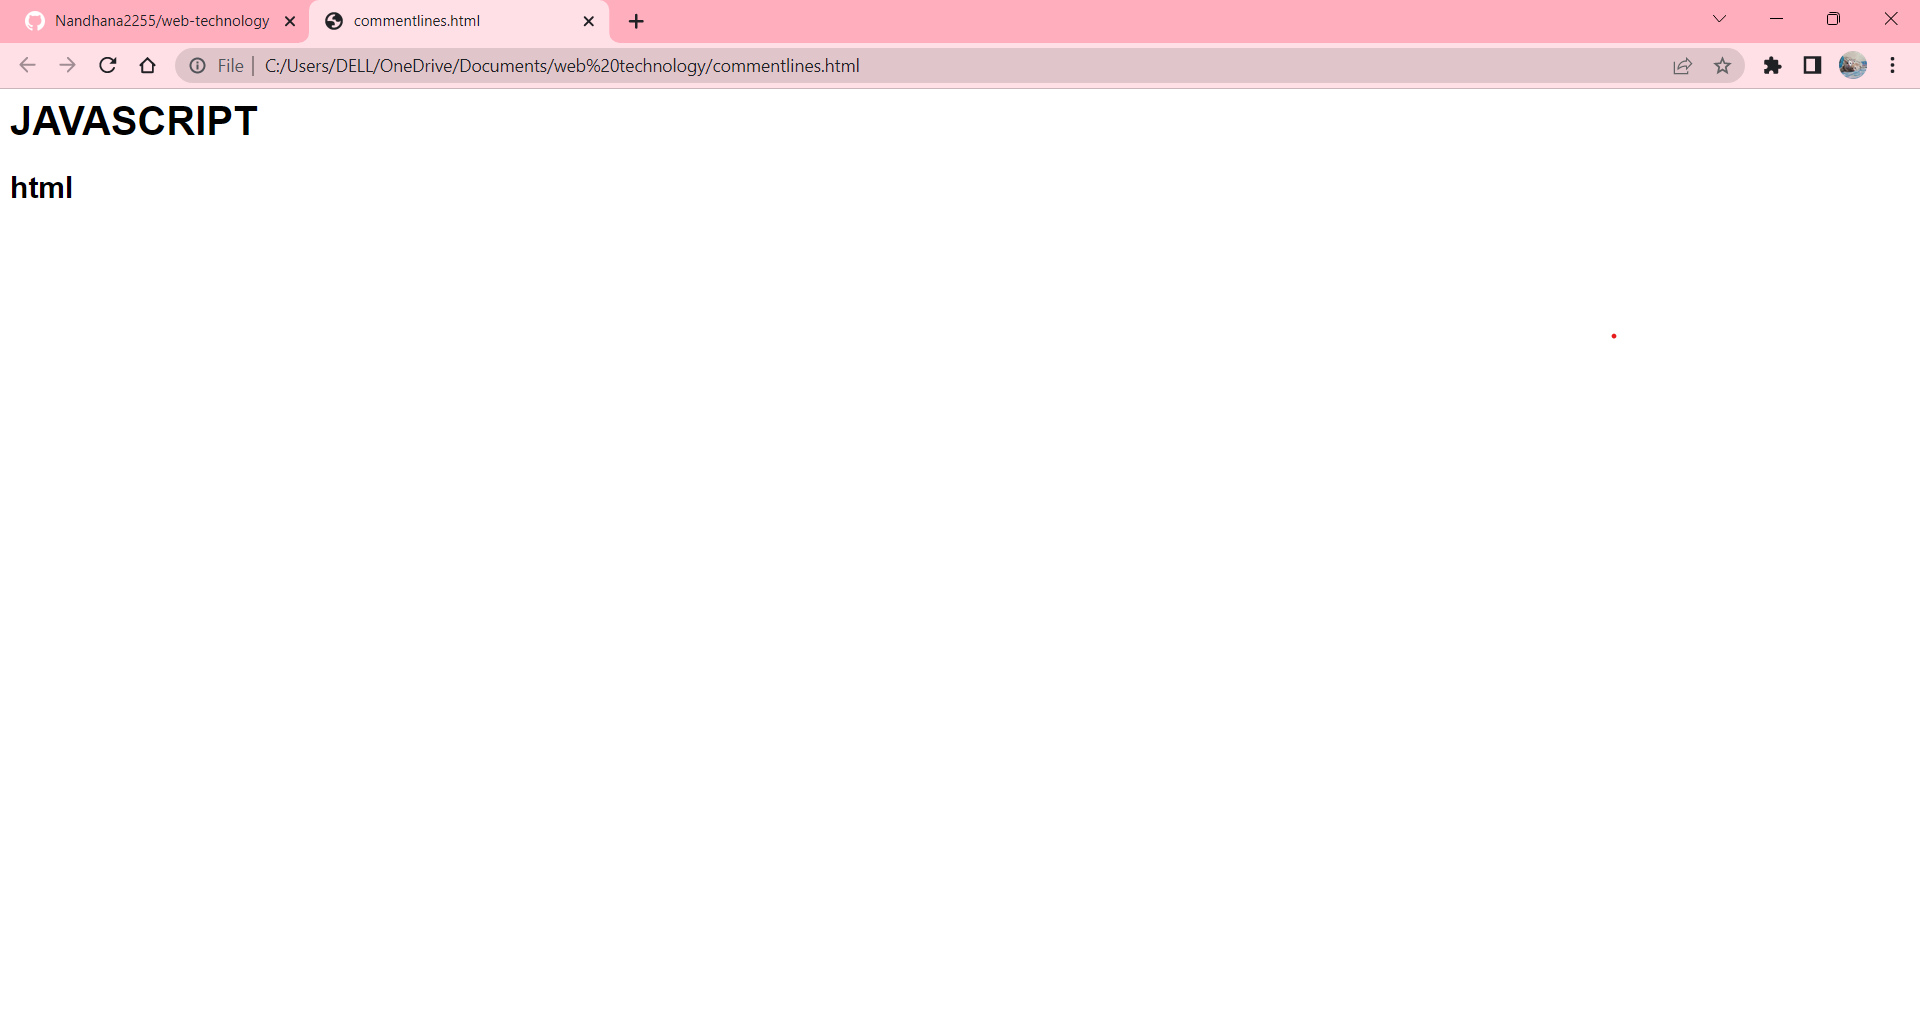 Nandhana2255/web-technology
commentlines.html
File | C:/Users/DELL/OneDrive/Documents/web%20technology/commentlines.html
JAVASCRIPT
html